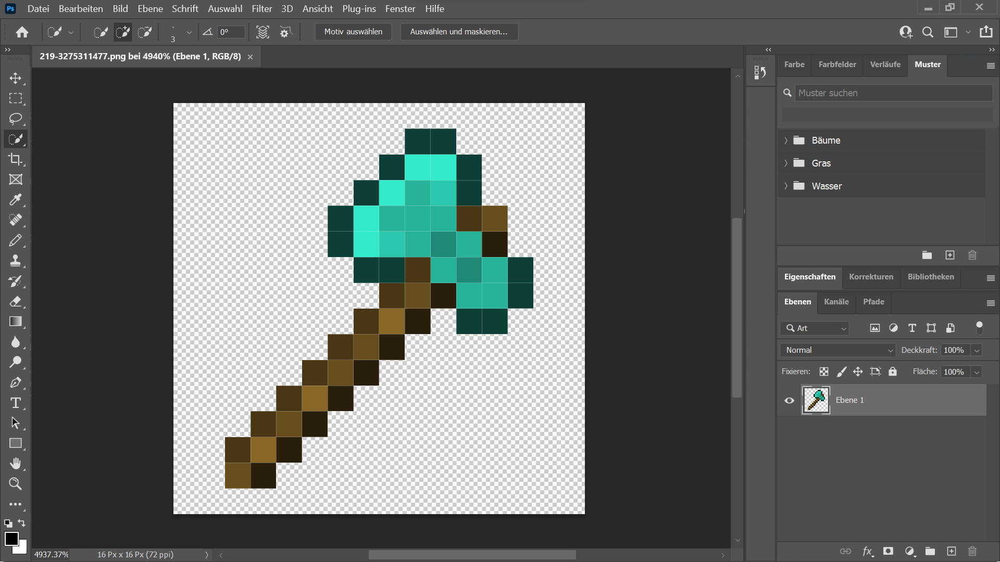 Ps Datei Bearbeiten Bild Ebene Schrift Auswahl Filter 3D Ansicht Plug-ins Fenster Hilfe
3 0° Motiv auswählen Auswählen und maskieren...
219-3275311477.png bei 4940% (Ebene 1, RGB/8)
Farbe Farbfelder Verläufe Muster
Muster suchen
Bäume
Gras
Wasser
Eigenschaften Korrekturen Bibliotheken
Ebenen Kanäle Pfade
Art
Normal Deckkraft: 100%
Fixieren: Fläche: 100%
Ebene 1
4937.37% 16 Px x 16 Px (72 ppi)
fx